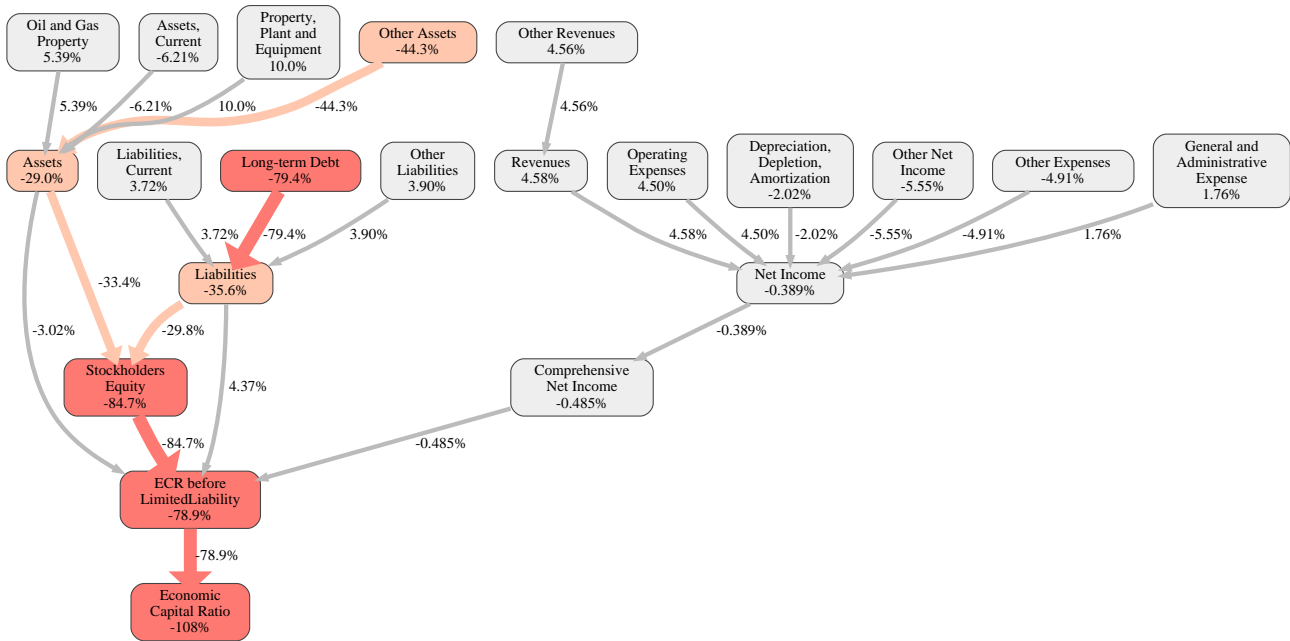 Oil and Gas
Property
5.39%
Assets,
Current
-6.21%
Property,
Plant and
Equipment
10.0%
Other Assets
-44.3%
Other Revenues
4.56%
5.39%
-6.21%
10.0%
-44.3%
4.56%
Assets
-29.0%
Liabilities,
Current
3.72%
Long-term Debt
-79.4%
Other
Liabilities
3.90%
Revenues
4.58%
Operating
Expenses
4.50%
Depreciation,
Depletion,
Amortization
-2.02%
Other Net
Income
-5.55%
Other Expenses
-4.91%
General and
Administrative
Expense
1.76%
3.72%
-79.4%
3.90%
4.58%
4.50%
-2.02%
-5.55%
-4.91%
1.76%
Liabilities
-35.6%
Net Income
-0.389%
-33.4%
-3.02%
-29.8%
-0.389%
Stockholders
Equity
-84.7%
4.37%
Comprehensive
Net Income
-0.485%
-84.7%
-0.485%
ECR before
LimitedLiability
-78.9%
-78.9%
Economic
Capital Ratio
-108%